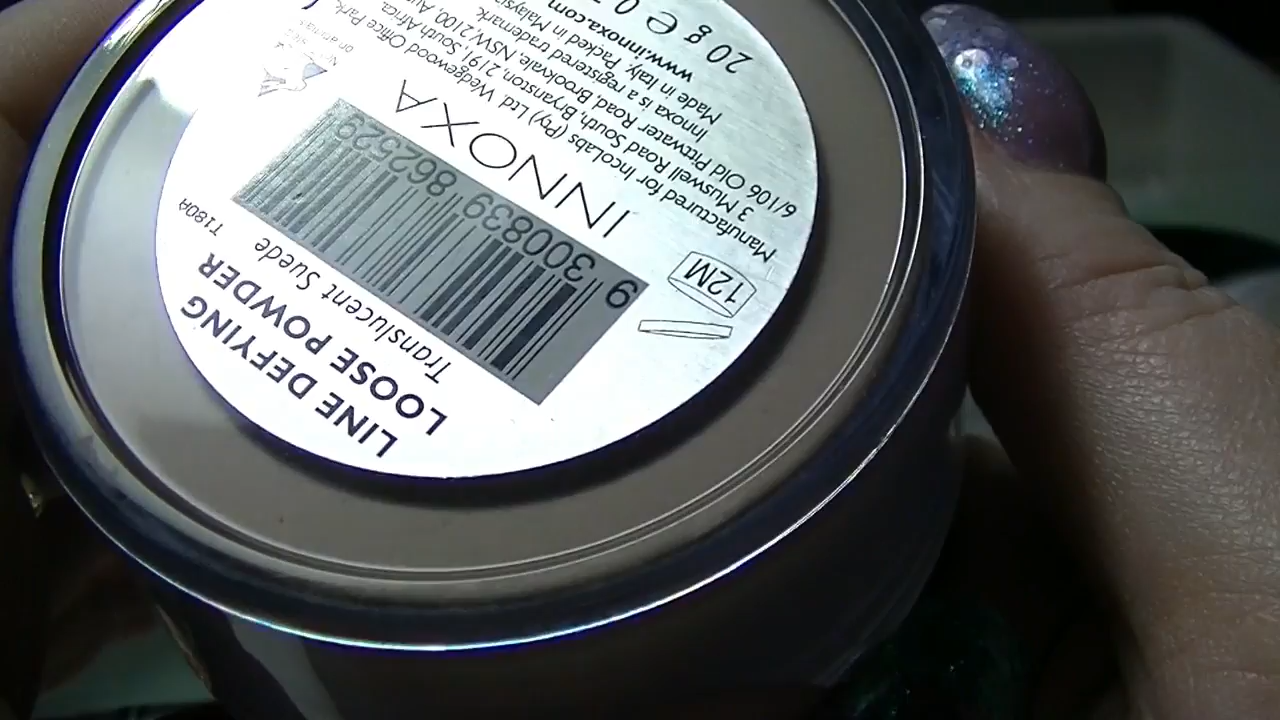 LINE DEFYING
LOOSE POWDER
Translucent Suede T180A
9 300839 862529
INNOXA
12M
Manufactured for IncoLabs (Pty) Ltd. Wedgewood Office Park,
3 Muswell Road South, Bryanston, 2191, South Africa.
6/106 Old Pittwater Road, Brookvale, NSW, 2100,
Innoxa is a registered trademark.
Made in Italy. Packed in Malaysia
www.innoxa.com
20 g e 0